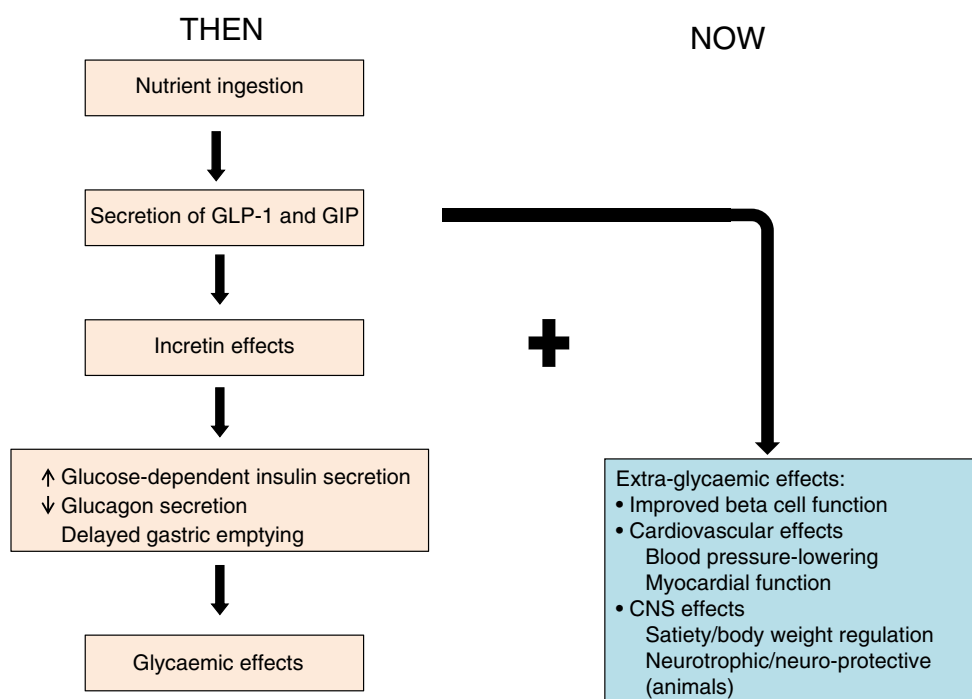 THEN
Nutrient ingestion
Secretion of GLP-1 and GIP
Incretin effects
↑ Glucose-dependent insulin secretion
↓ Glucagon secretion
Delayed gastric emptying
Glycaemic effects
NOW
+
Extra-glycaemic effects:
• Improved beta cell function
• Cardiovascular effects
Blood pressure-lowering
Myocardial function
• CNS effects
Satiety/body weight regulation
Neurotrophic/neuro-protective
(animals)